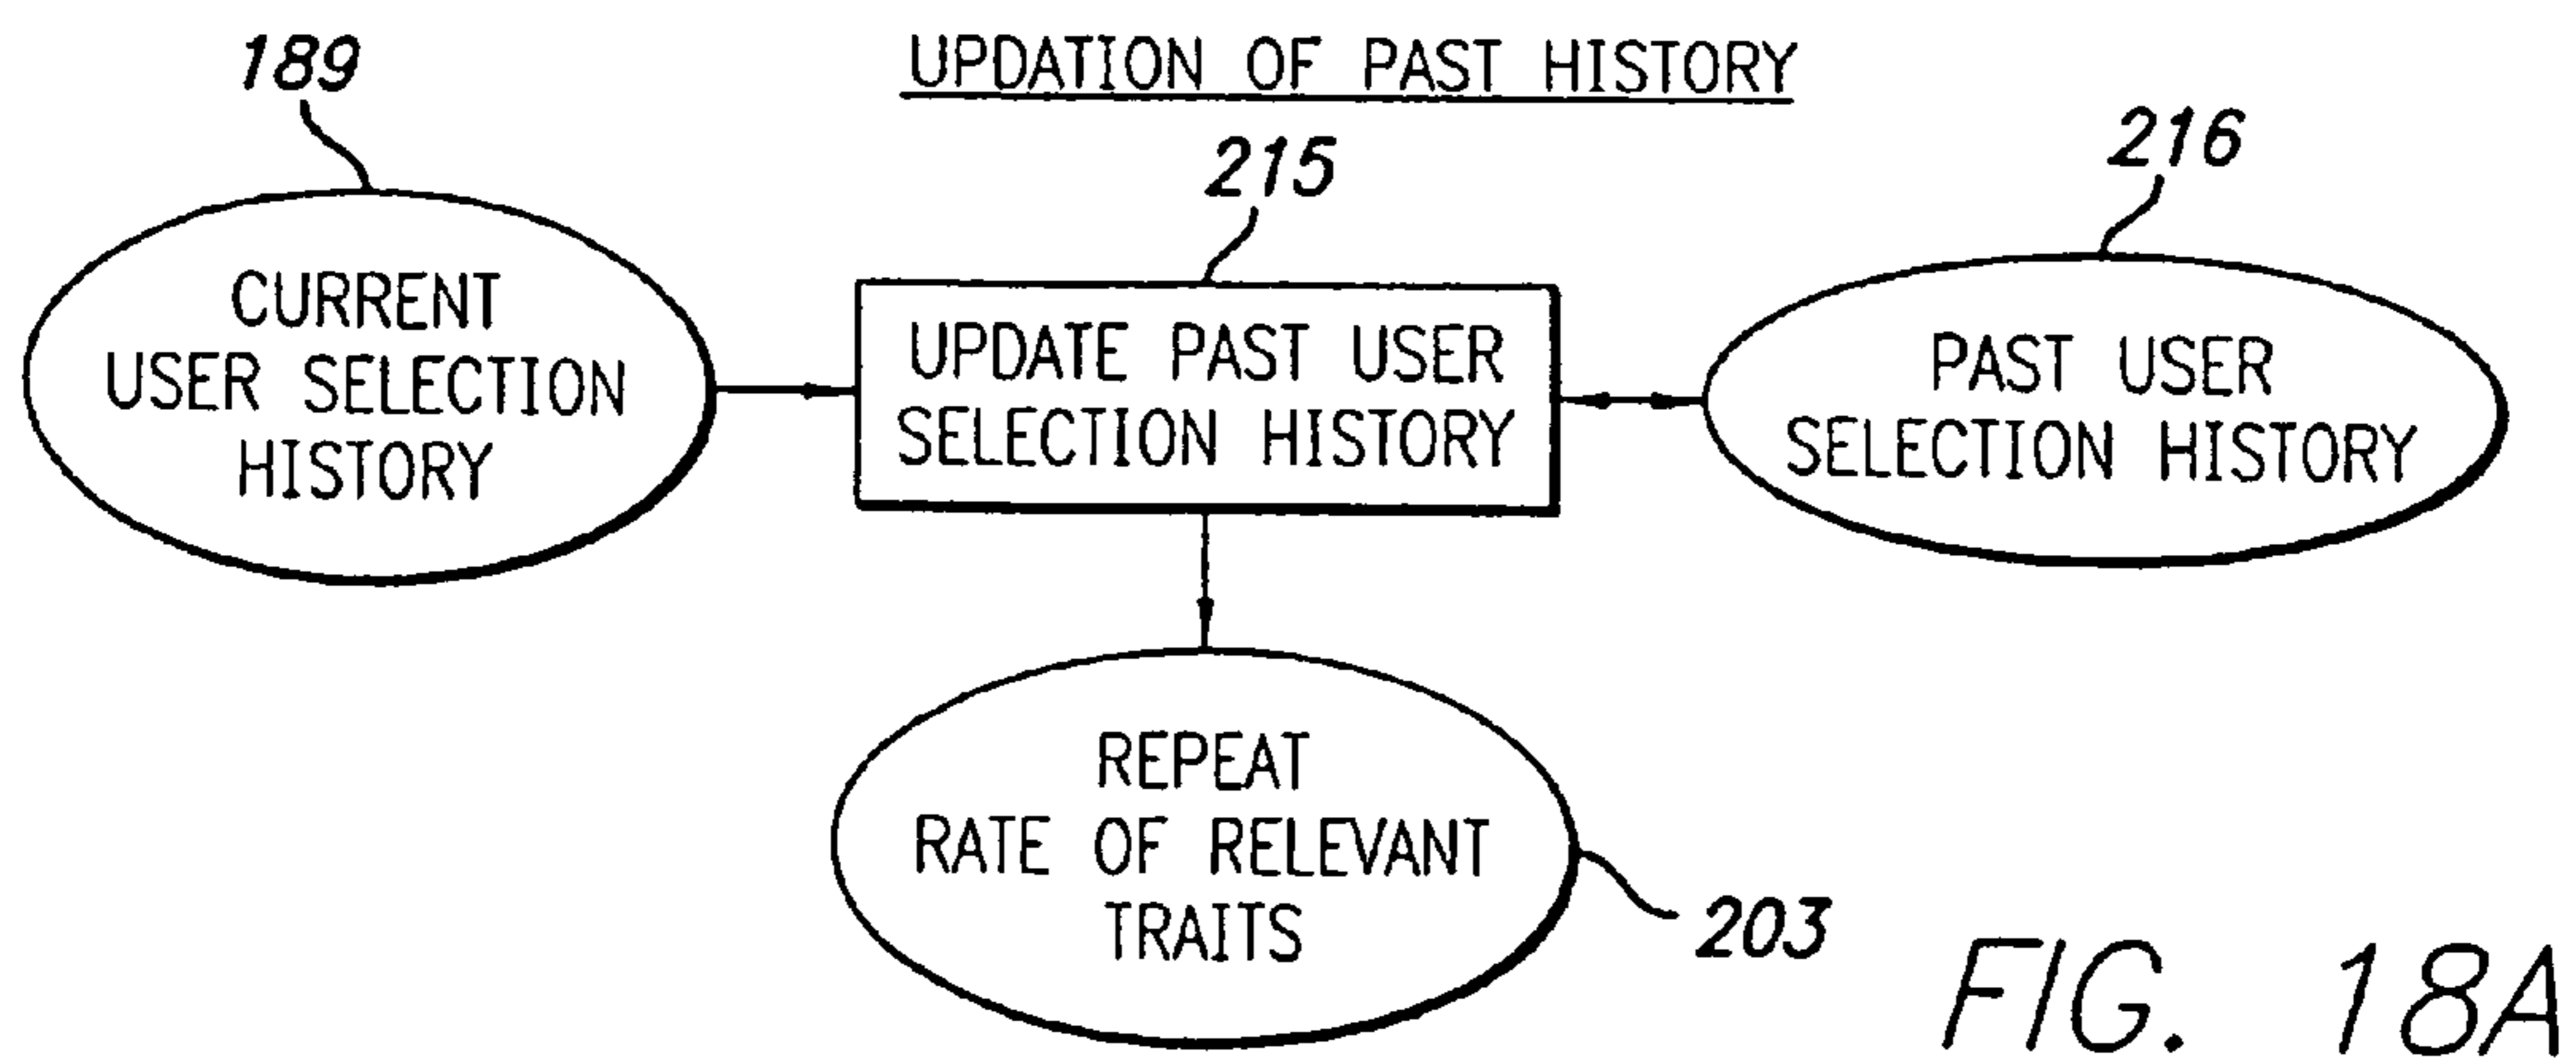 UPDATION OF PAST HISTORY
189
215
216
CURRENT
USER SELECTION
HISTORY
UPDATE PAST USER
SELECTION HISTORY
PAST USER
SELECTION HISTORY
REPEAT
RATE OF RELEVANT
TRAITS
203
FIG. 18A